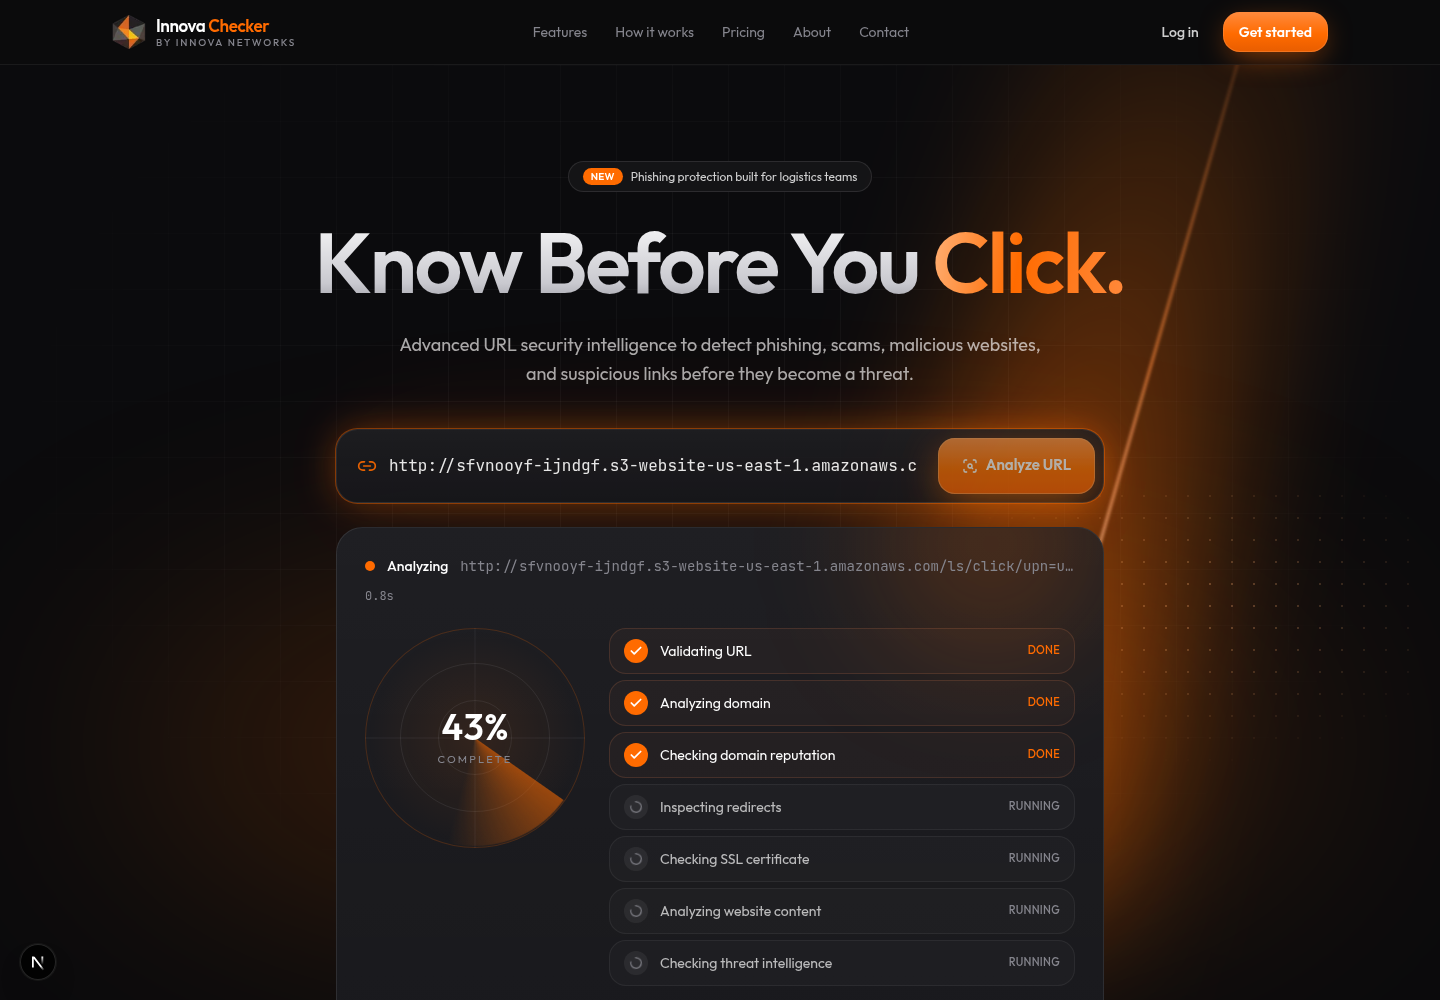 Innova Checker
BY INNOVA NETWORKS
Features
How it works
Pricing
About
Contact
Log in
Get started
NEW Phishing protection built for logistics teams
Know Before You Click.
Advanced URL security intelligence to detect phishing, scams, malicious websites,
and suspicious links before they become a threat.
http://sfvnooyf-ijndgf.s3-website-us-east-1.amazonaws.c
Analyze URL
Analyzing http://sfvnooyf-ijndgf.s3-website-us-east-1.amazonaws.com/ls/click/upn=u…
0.8s
43%
COMPLETE
Validating URL DONE
Analyzing domain DONE
Checking domain reputation DONE
Inspecting redirects RUNNING
Checking SSL certificate RUNNING
Analyzing website content RUNNING
Checking threat intelligence RUNNING
N